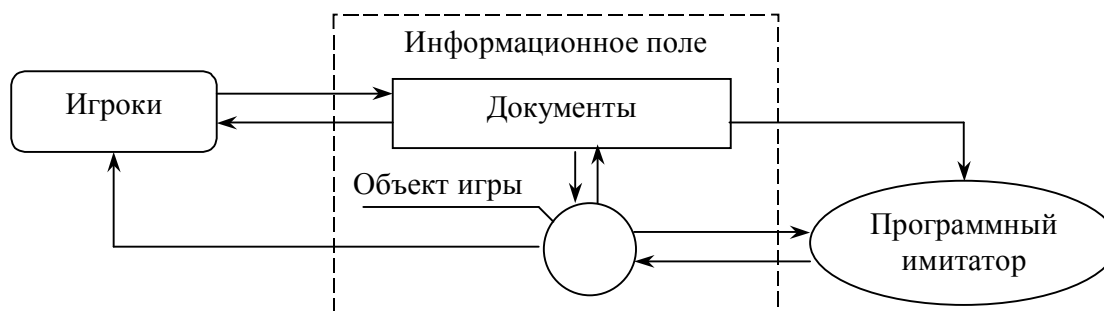 Информационное поле
Игроки
Документы
Объект игры
Программный
имитатор